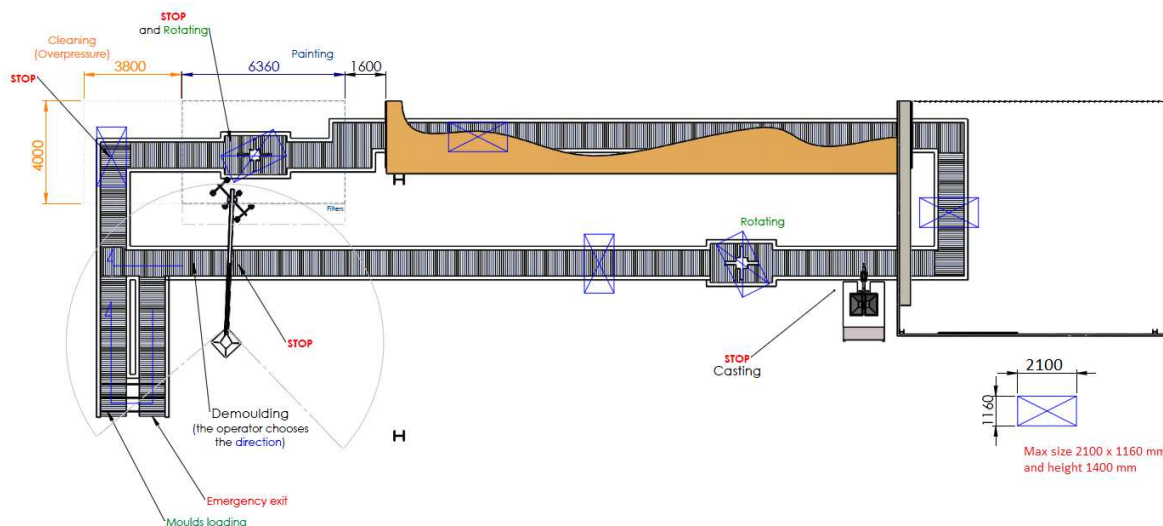 STOP
and Rotating
Cleaning
(Overpressure)
Painting
STOP
3800
6360
1600
4000
Filters
Rotating
STOP
STOP
Casting
Demoulding
(the operator chooses
the direction)
2100
1160
Max size 2100 x 1160 mm
and height 1400 mm
Emergency exit
Moulds loading